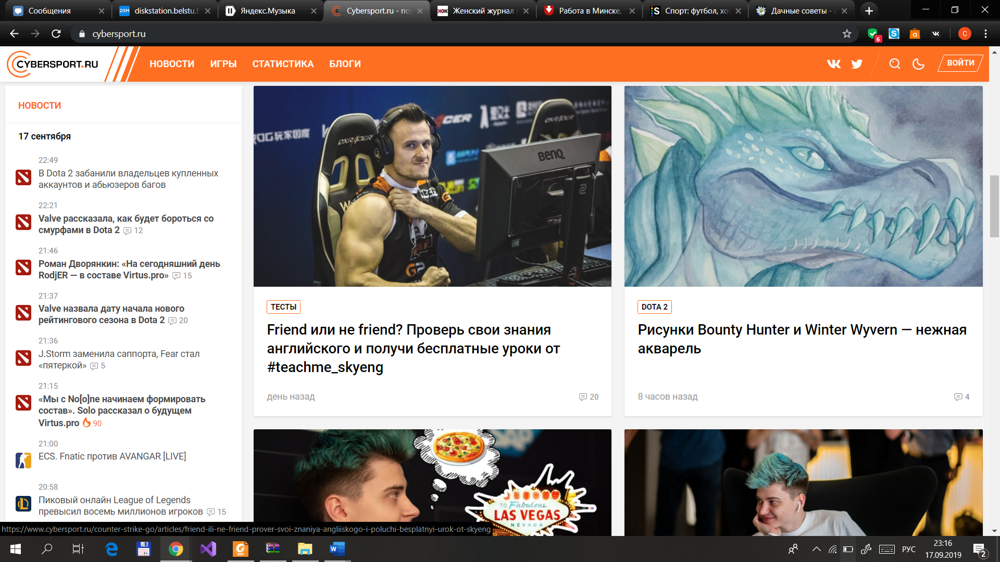 Сообщения
diskstation.belstu.b
Яндекс.Музыка
Cybersport.ru - по
Женский журнал
Работа в Минске,
Спорт: футбол, хо
Дачные советы -
cybersport.ru
6
C
CYBERSPORT.RU
НОВОСТИ
ИГРЫ
СТАТИСТИКА
БЛОГИ
ВОЙТИ
НОВОСТИ
17 сентября
22:49
В Dota 2 забанили владельцев купленных
аккаунтов и абьюзеров багов
22:21
Valve рассказала, как будет бороться со
смурфами в Dota 2 12
21:46
Роман Дворянкин: «На сегодняшний день
RodjER — в составе Virtus.pro» 15
21:37
Valve назвала дату начала нового
рейтингового сезона в Dota 2 20
21:36
J.Storm заменила саппорта, Fear стал
«пятеркой» 5
21:15
«Мы с No[o]ne начинаем формировать
состав». Solo рассказал о будущем
Virtus.pro 90
21:00
ECS. Fnatic против AVANGAR [LIVE]
20:58
Пиковый онлайн League of Legends
превысил восемь миллионов игроков 15
DXRACER
BenQ
ТЕСТЫ
Friend или не friend? Проверь свои знания
английского и получи бесплатные уроки от
#teachme_skyeng
день назад
20
DOTA 2
Рисунки Bounty Hunter и Winter Wyvern — нежная
акварель
8 часов назад
4
TO Fabulous
LAS VEGAS
NEVADA
https://www.cybersport.ru/counter-strike-go/articles/friend-ili-ne-friend-prover-svoi-znaniya-angliiskogo-i-poluchi-besplatnyi-urok-ot-skyeng
РУС
23:16
17.09.2019
2